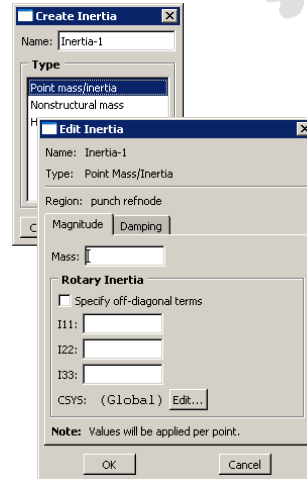 Create Inertia
Name: Inertia-1
Type
Point mass/inertia
Nonstructural mass
H
C
Edit Inertia
Name: Inertia-1
Type: Point Mass/Inertia
Region: punch refnode
Magnitude Damping
Mass:
Rotary Inertia
Specify off-diagonal terms
I11:
I22:
I33:
CSYS: (Global) Edit...
Note: Values will be applied per point.
OK Cancel